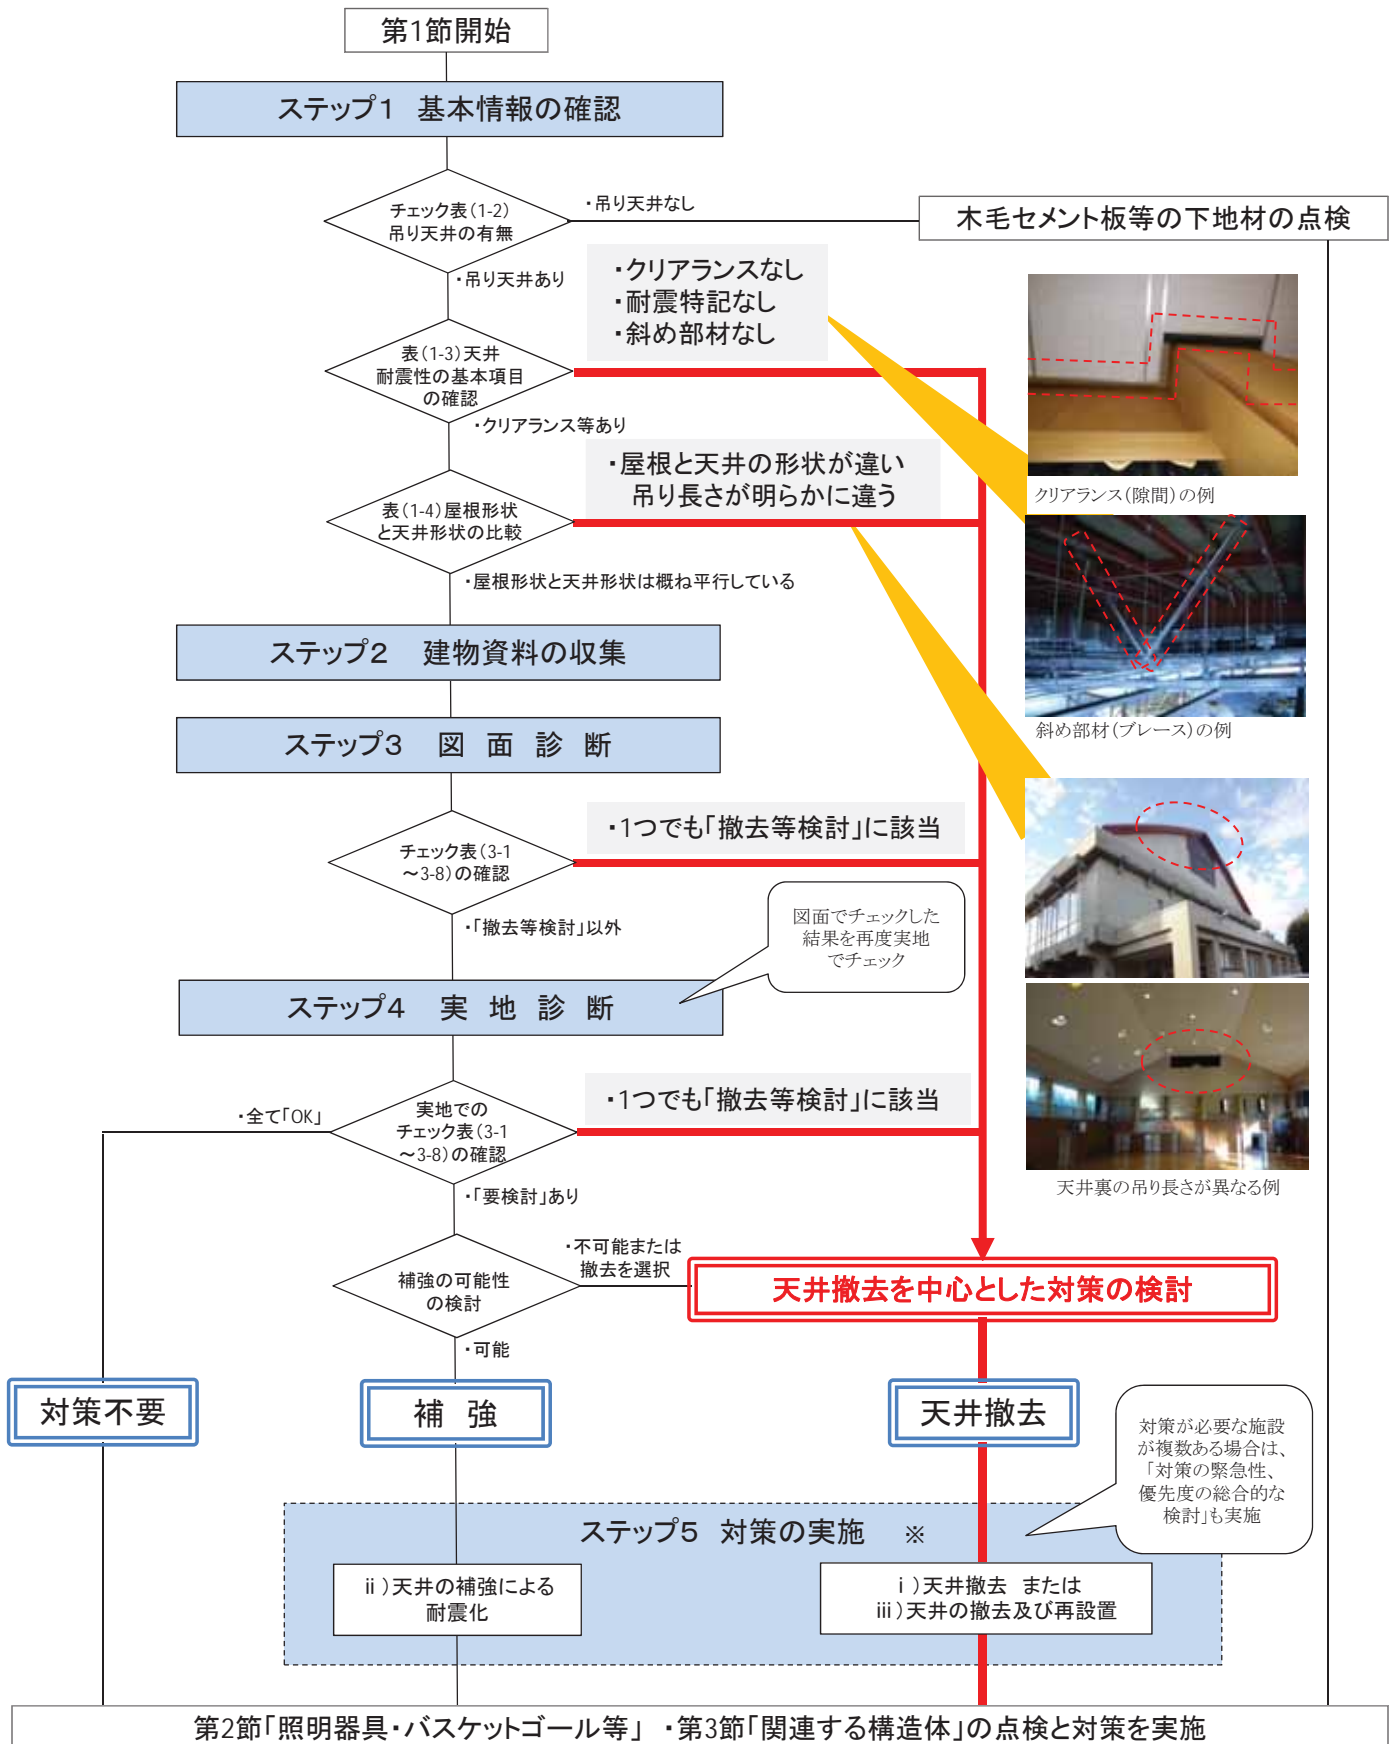 第1節開始
ステップ1　基本情報の確認
チェック表(1-2)
吊り天井の有無
・吊り天井なし
木毛セメント板等の下地材の点検
・吊り天井あり
・クリアランスなし
・耐震特記なし
・斜め部材なし
表(1-3)天井
耐震性の基本項目
の確認
・クリアランス等あり
クリアランス(隙間)の例
・屋根と天井の形状が違い
吊り長さが明らかに違う
表(1-4)屋根形状
と天井形状の比較
・屋根形状と天井形状は概ね平行している
斜め部材(ブレース)の例
ステップ2　建物資料の収集
ステップ3　図 面 診 断
・1つでも「撤去等検討」に該当
チェック表(3-1
～3-8)の確認
・「撤去等検討」以外
図面でチェックした
結果を再度実地
でチェック
ステップ4　実 地 診 断
・1つでも「撤去等検討」に該当
・全て「OK」
実地での
チェック表(3-1
～3-8)の確認
天井裏の吊り長さが異なる例
・「要検討」あり
・不可能または
撤去を選択
補強の可能性
の検討
天井撤去を中心とした対策の検討
・可能
対策不要
補 強
天井撤去
対策が必要な施設
が複数ある場合は、
「対策の緊急性、
優先度の総合的な
検討」も実施
ステップ5　対策の実施　※
ⅱ)天井の補強による
耐震化
ⅰ)天井撤去　または
ⅲ)天井の撤去及び再設置
第2節「照明器具・バスケットゴール等」 ・第3節「関連する構造体」の点検と対策を実施